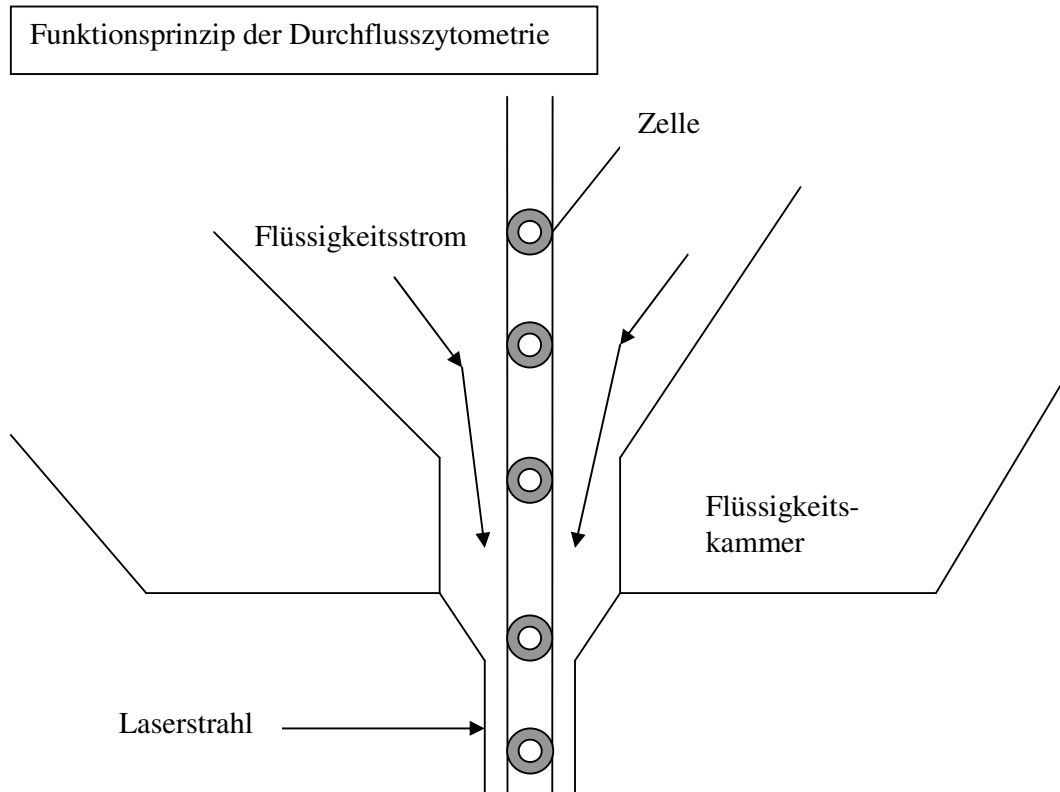 Funktionsprinzip der Durchflusszytometrie
Zelle
Flüssigkeitsstrom
Flüssigkeits-
kammer
Laserstrahl